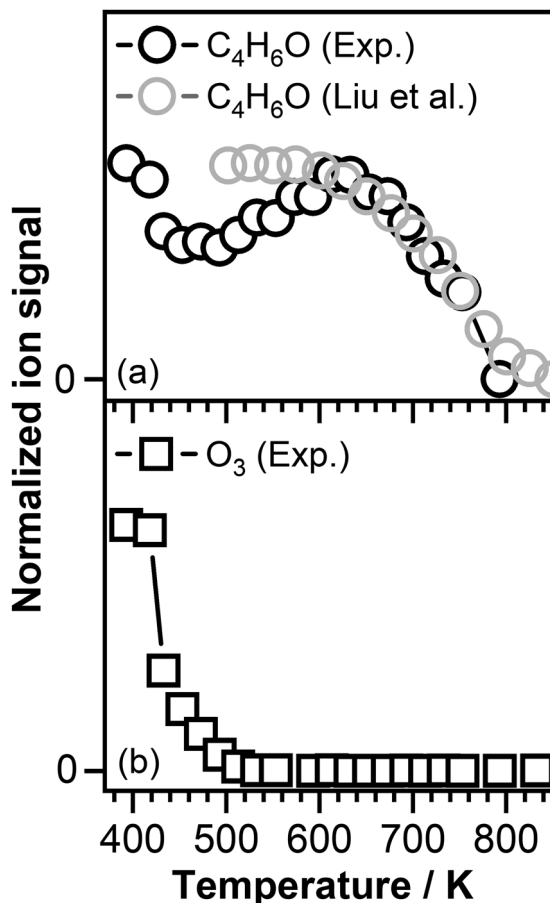 C₄H₆O (Exp.)
C₄H₆O (Liu et al.)
Normalized ion signal
0
(a)
O₃ (Exp.)
0
(b)
400 500 600 700 800
Temperature / K